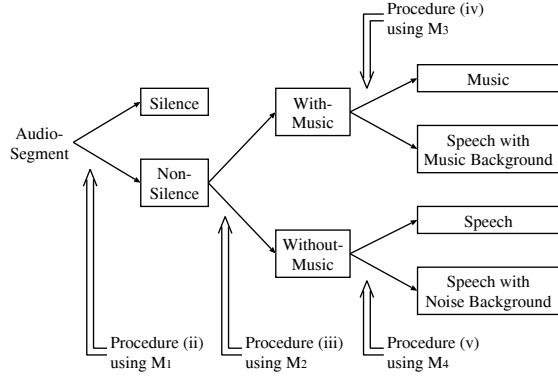 Procedure (iv)
using M3
Music
Silence
With-
Music
Audio-
Segment
Speech with
Music Background
Non-
Silence
Speech
Without-
Music
Speech with
Noise Background
Procedure (ii)
using M1
Procedure (iii)
using M2
Procedure (v)
using M4